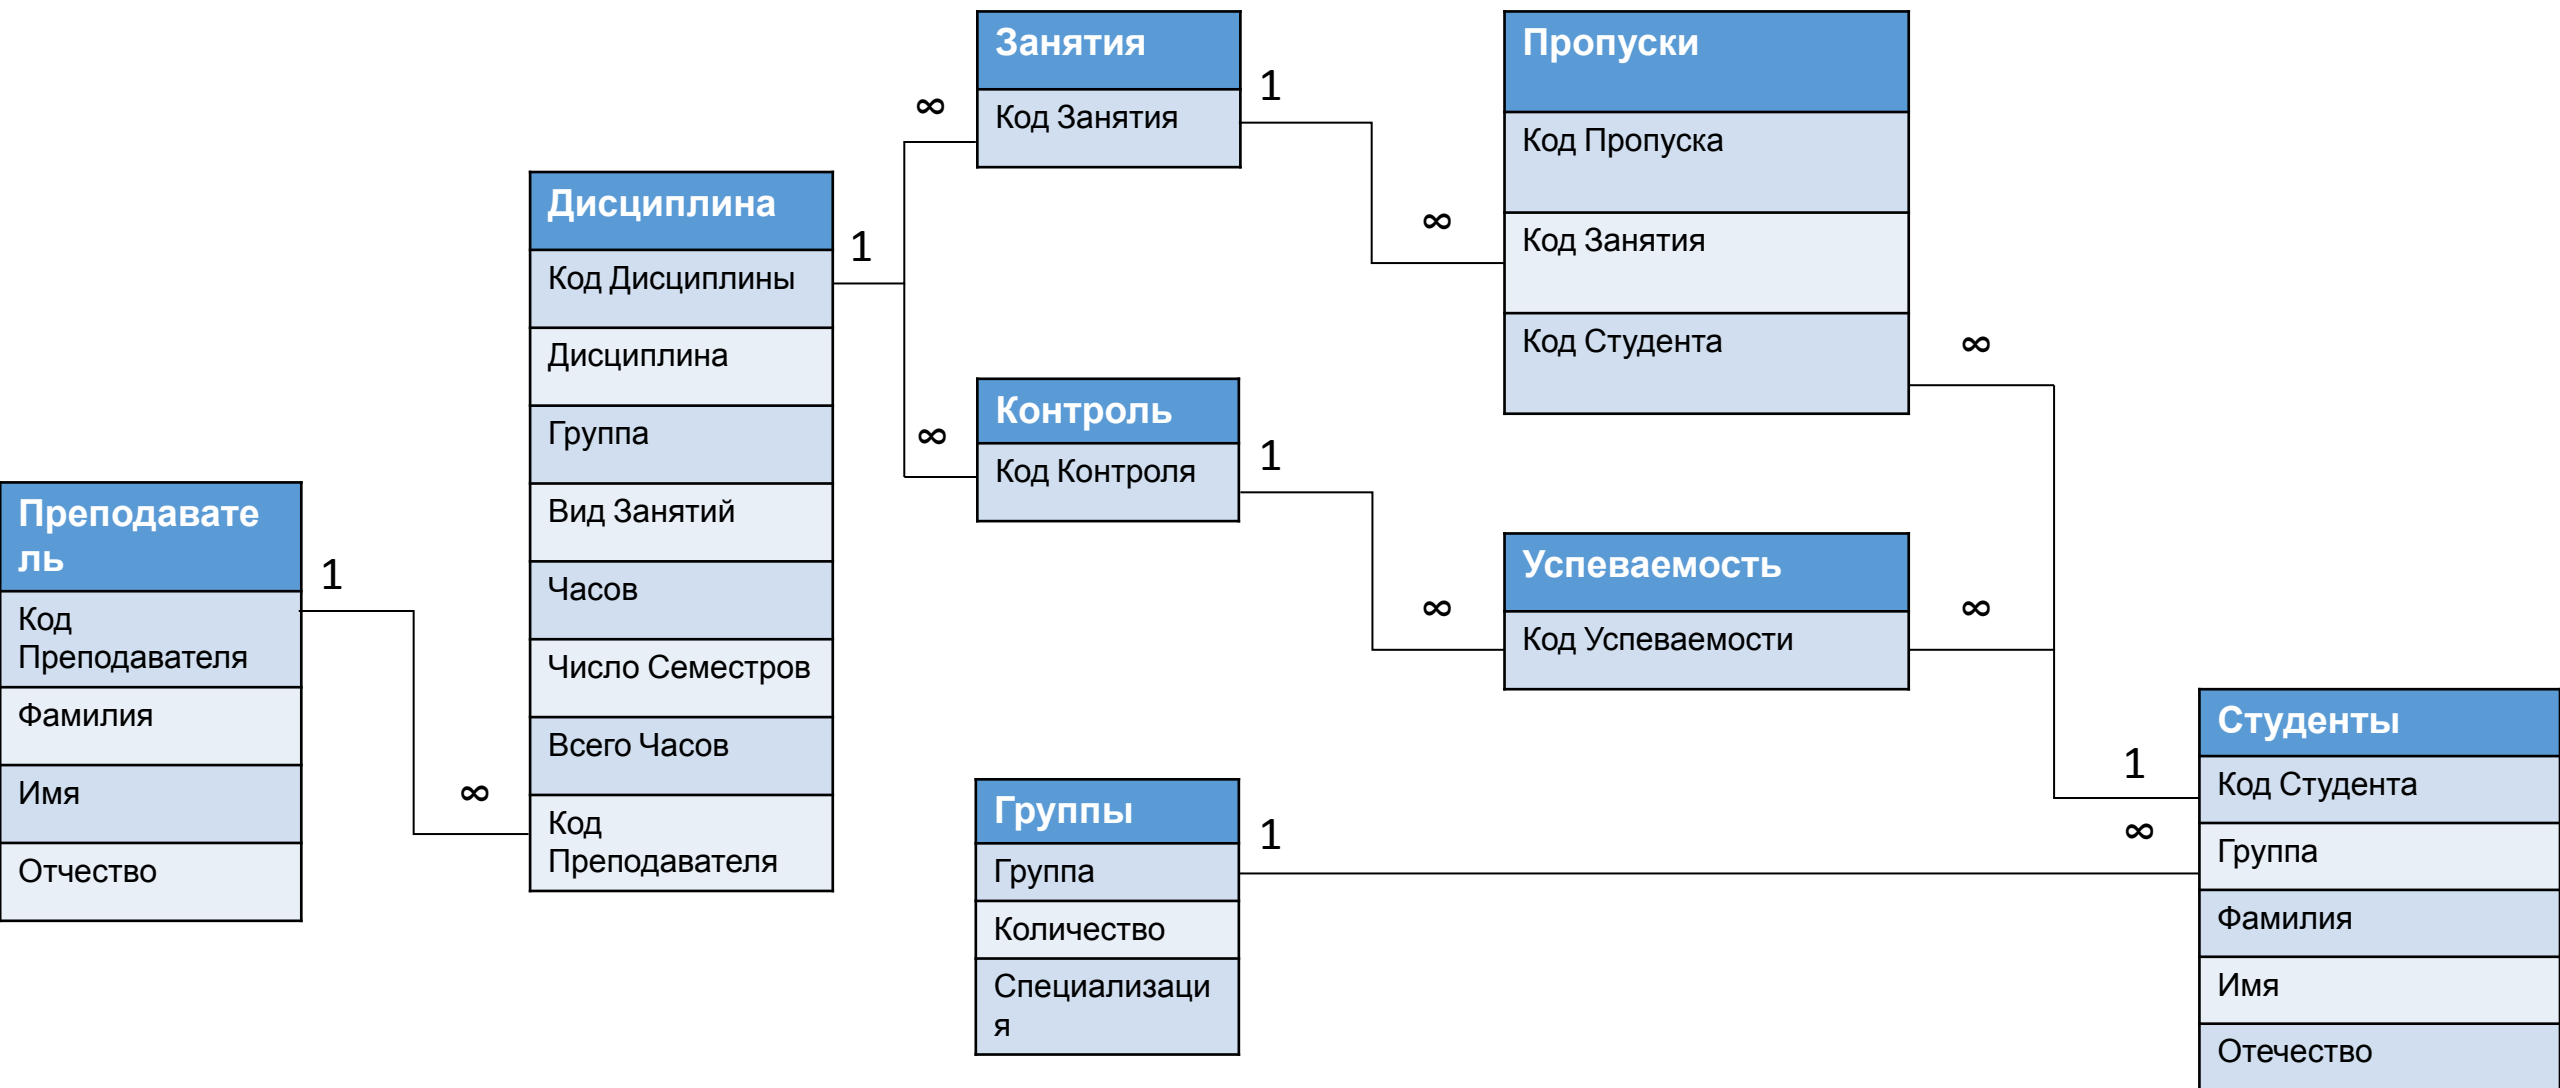 Преподавате
ль
Код
Преподавателя
Фамилия
Имя
Отчество
1
∞
Дисциплина
Код Дисциплины
Дисциплина
Группа
Вид Занятий
Часов
Число Семестров
Всего Часов
Код
Преподавателя
1
∞
∞
Занятия
Код Занятия
1
∞
Контроль
Код Контроля
1
∞
Группы
Группа
Количество
Специализаци
я
1
∞
Пропуски
Код Пропуска
Код Занятия
Код Студента
∞
Успеваемость
Код Успеваемости
∞
1
Студенты
Код Студента
Группа
Фамилия
Имя
Отечество